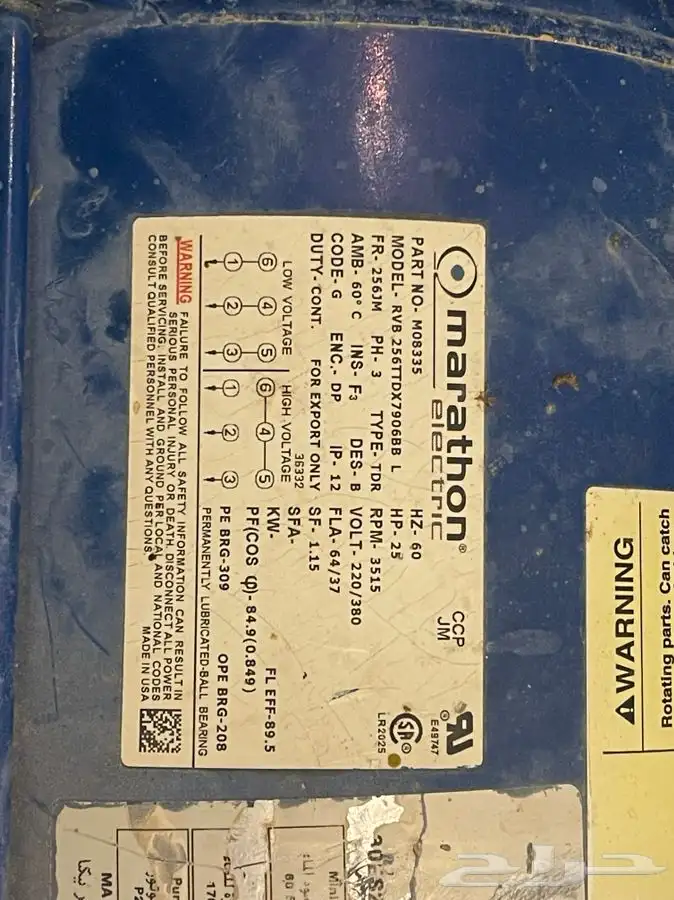 marathon®
electric
CCP
JM
E49747
LR2025
PART NO- M08335
MODEL- RVB 256TTDX7906BB L
HZ- 60
HP- 25
FR- 256JM PH- 3 TYPE- TDR RPM- 3515
AMB- 60°C INS- F3 DES- B VOLT- 220/380
CODE- G ENC.- DP IP- 12 FLA- 64/37
DUTY- CONT. FOR EXPORT ONLY SF- 1.15
36332
SFA-
LOW VOLTAGE
HIGH VOLTAGE
KW-
FL EFF-89.5
PF(COS φ)- 84.9(0.849)
6 4 5
6 4 5
1 2 3
1 2 3
PE BRG-309
OPE BRG-208
PERMANENTLY LUBRICATED-BALL BEARING
WARNING FAILURE TO FOLLOW ALL SAFETY INFORMATION CAN RESULT IN
SERIOUS PERSONAL INJURY OR DEATH. DISCONNECT ALL POWER
BEFORE SERVICING. INSTALL AND GROUND PER LOCAL AND NATIONAL CODES
CONSULT QUALIFIED PERSONNEL WITH ANY QUESTIONS.
MADE IN USA
WARNING
Rotating parts. Can catch
Mini
Pur
MA
حراج